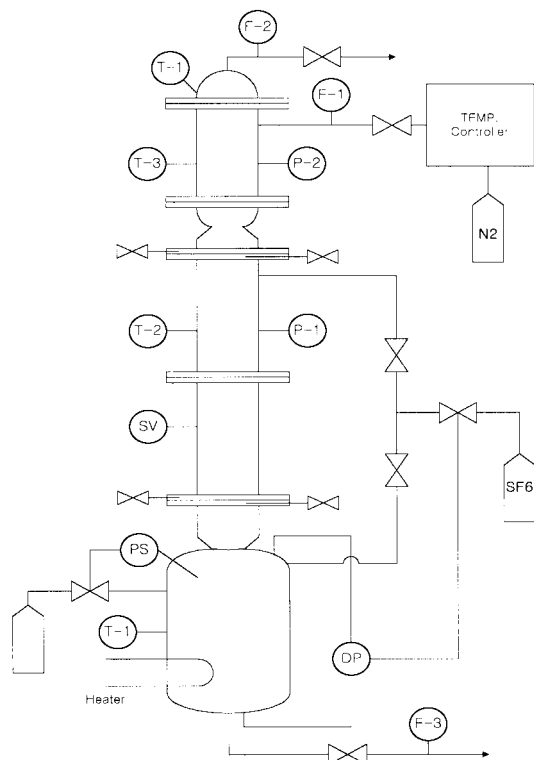 F-2
T-1
F-1
TEMP.
Controller
T-3
P-2
N2
T-2
P-1
SV
SF6
PS
T-1
DP
Heater
F-3